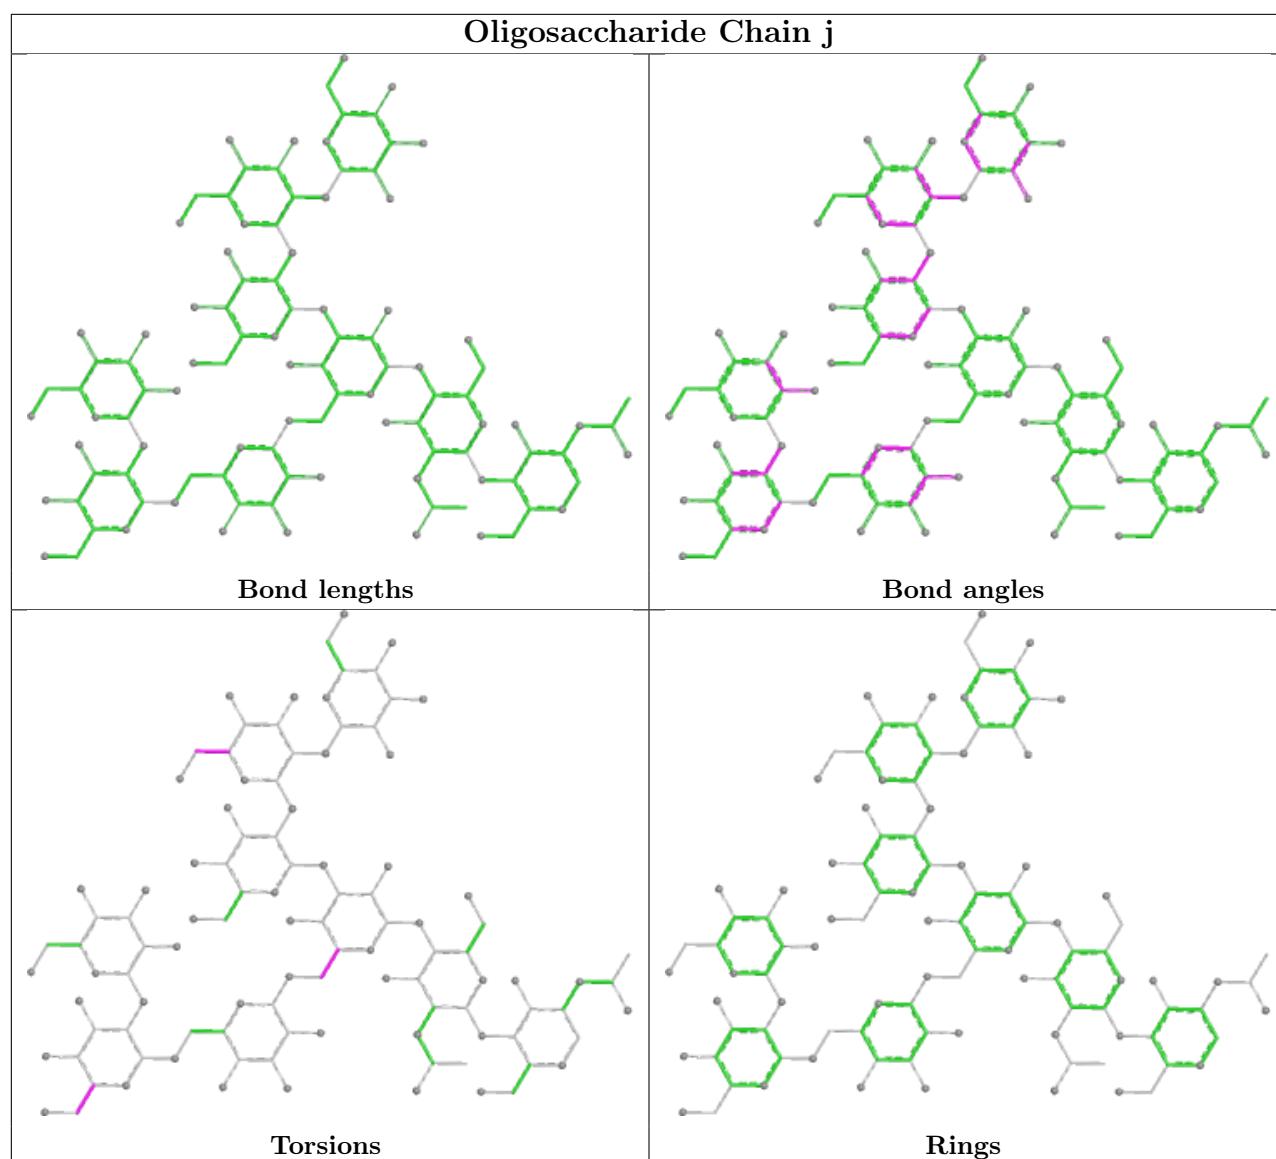 Oligosaccharide Chain j
Bond lengths
Bond angles
Torsions
Rings